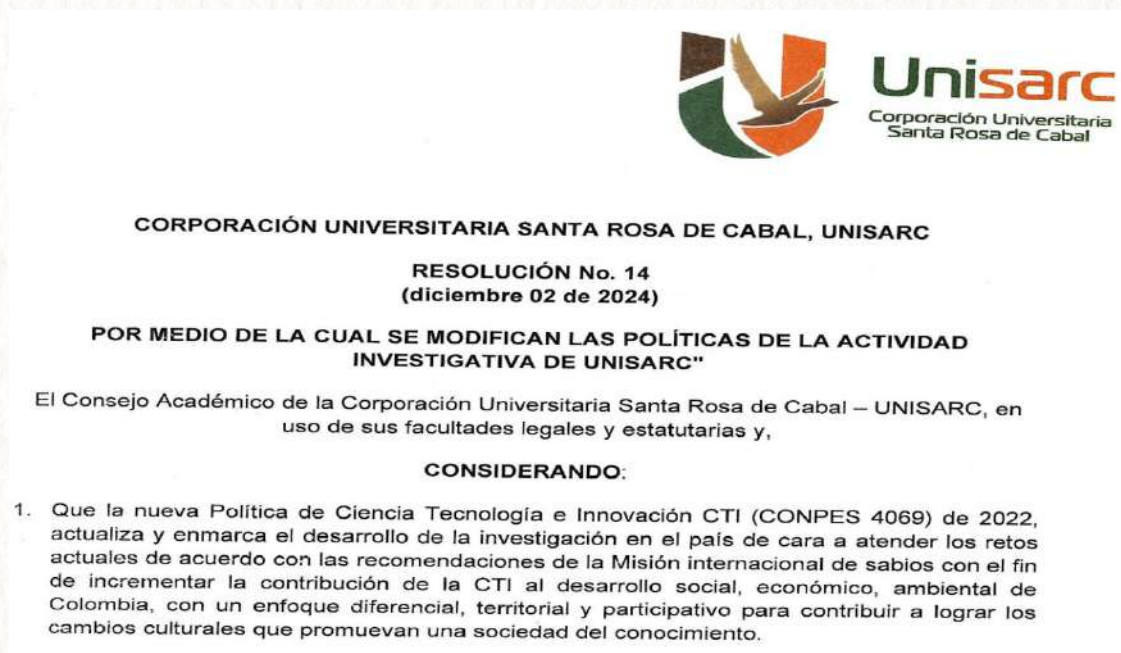 Unisarc
Corporación Universitaria
Santa Rosa de Cabal
CORPORACIÓN UNIVERSITARIA SANTA ROSA DE CABAL, UNISARC
RESOLUCIÓN No. 14
(diciembre 02 de 2024)
POR MEDIO DE LA CUAL SE MODIFICAN LAS POLÍTICAS DE LA ACTIVIDAD
INVESTIGATIVA DE UNISARC"
El Consejo Académico de la Corporación Universitaria Santa Rosa de Cabal – UNISARC, en
uso de sus facultades legales y estatutarias y,
CONSIDERANDO:
1. Que la nueva Política de Ciencia Tecnología e Innovación CTI (CONPES 4069) de 2022,
actualiza y enmarca el desarrollo de la investigación en el país de cara a atender los retos
actuales de acuerdo con las recomendaciones de la Misión internacional de sabios con el fin
de incrementar la contribución de la CTI al desarrollo social, económico, ambiental de
Colombia, con un enfoque diferencial, territorial y participativo para contribuir a lograr los
cambios culturales que promuevan una sociedad del conocimiento.